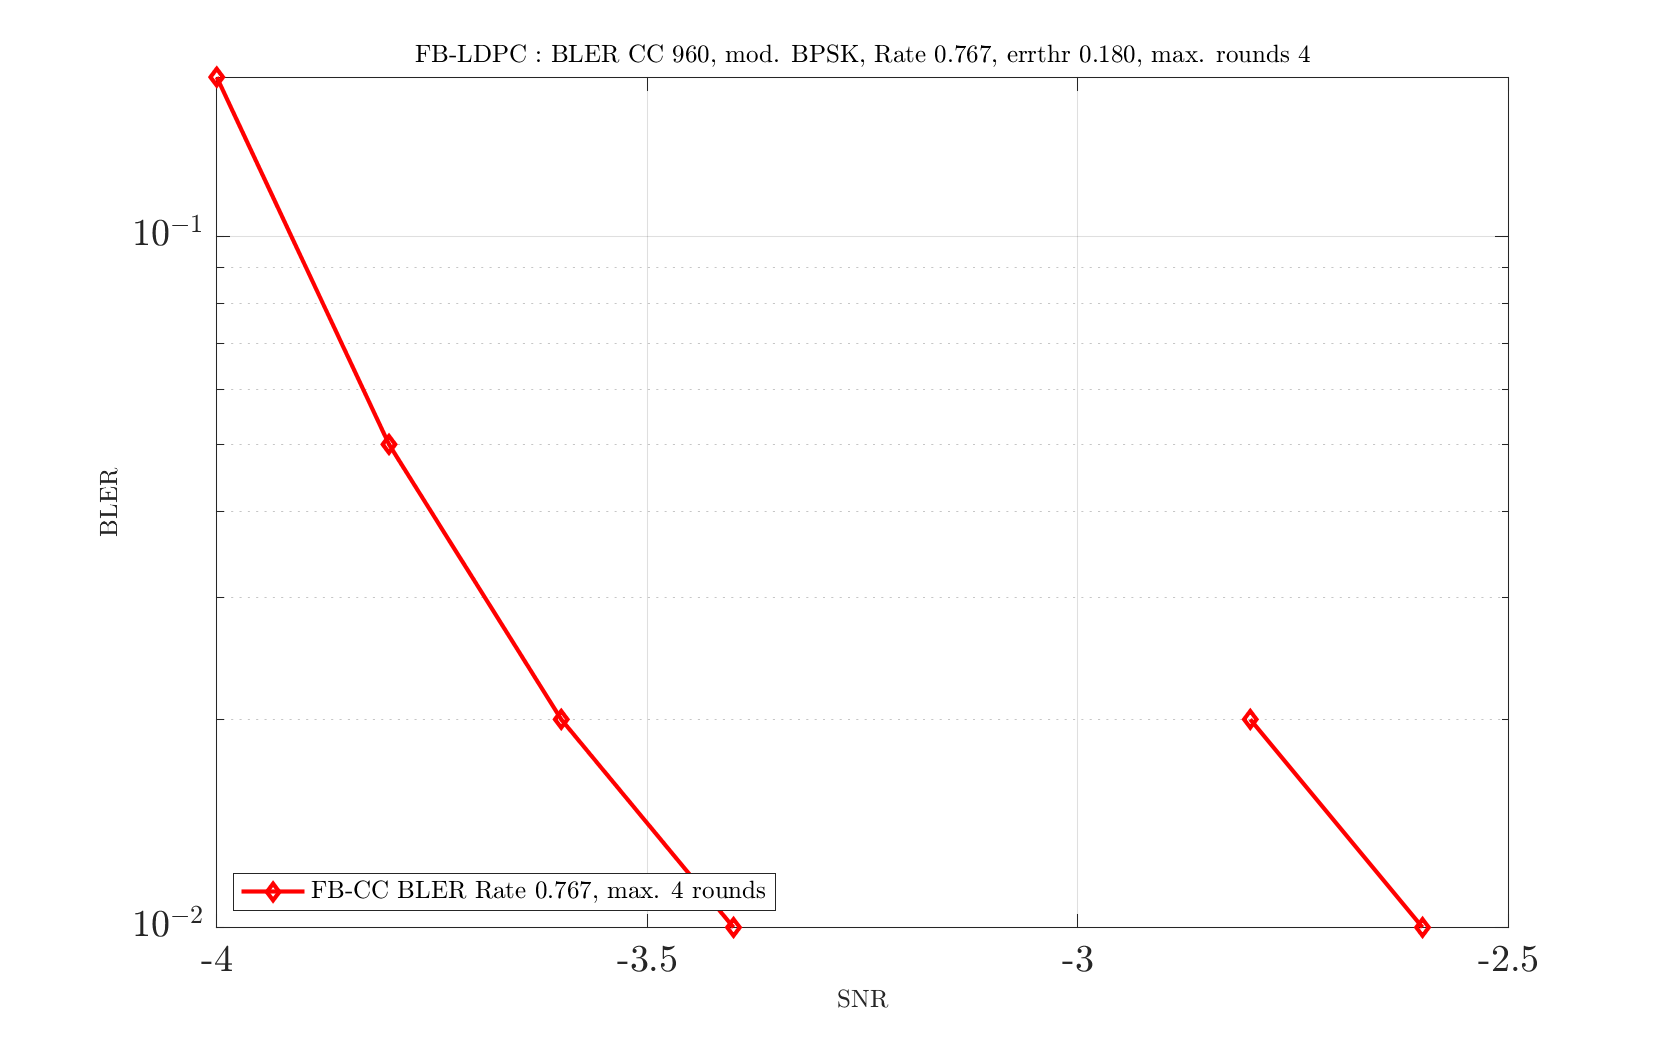 FB-LDPC : BLER CC 960, mod. BPSK, Rate 0.767, errthr 0.180, max. rounds 4
10⁻¹
BLER
FB-CC BLER Rate 0.767, max. 4 rounds
10⁻²
-4 -3.5 -3 -2.5
SNR